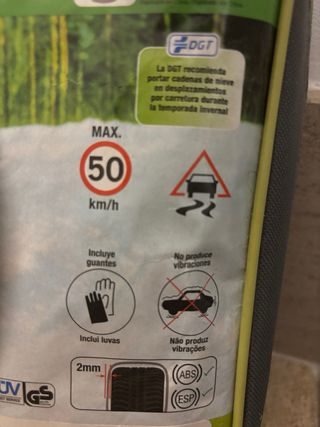 DGT
La DGT recomienda
portar cadenas de nieve
en desplazamientos
por carretera durante
la temporada invernal
MAX.
50
km/h
Incluye
guantes
Inclui luvas
No produce
vibraciones
Não produz
vibrações
2mm
ABS
ESP
GS